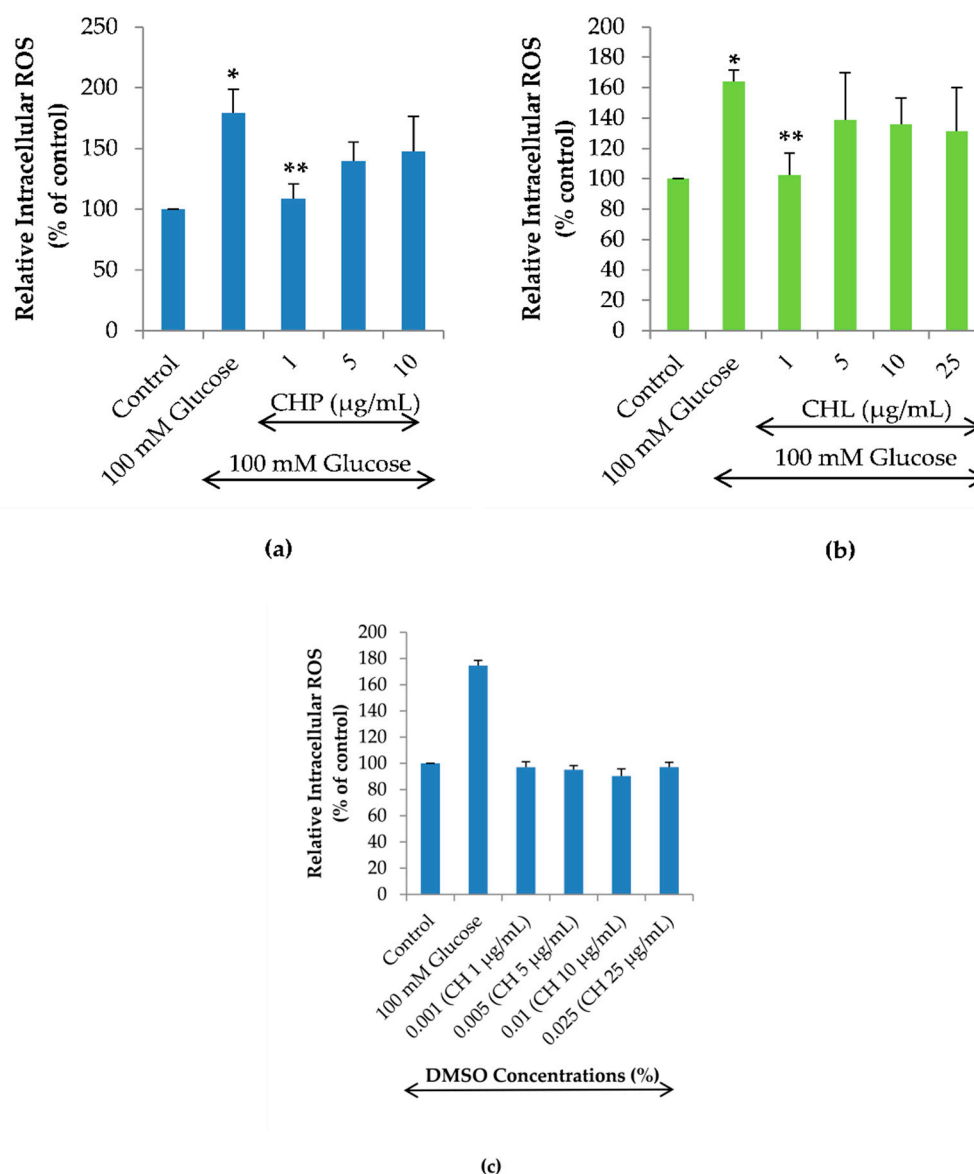 Relative Intracellular ROS
(% of control)
250
200
150
100
50
0
*
**
Control
100 mM Glucose
1
5
10
CHP (μg/mL)
100 mM Glucose
(a)
Relative Intracellular ROS
(% control)
200
180
160
140
120
100
80
60
40
20
0
*
**
Control
100 mM Glucose
1
5
10
25
CHL (μg/mL)
100 mM Glucose
(b)
Relative Intracellular ROS
(% of control)
200
180
160
140
120
100
80
60
40
20
0
Control
100 mM Glucose
0.001 (CH 1 μg/mL)
0.005 (CH 5 μg/mL)
0.01 (CH 10 μg/mL)
0.025 (CH 25 μg/mL)
DMSO Concentrations (%)
(c)